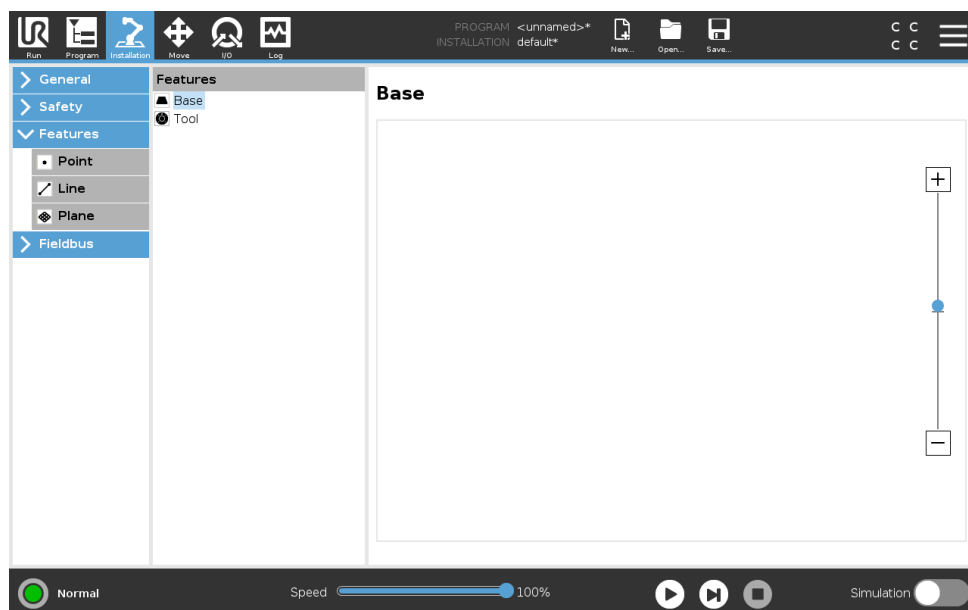 UR
PROGRAM <unnamed>*
INSTALLATION default*
C C
C C
Run Program Installation Move I/O Log New... Open... Save...
General
Safety
Features
Point
Line
Plane
Fieldbus
Features
Base
Tool
Base
Normal
Speed 100%
Simulation